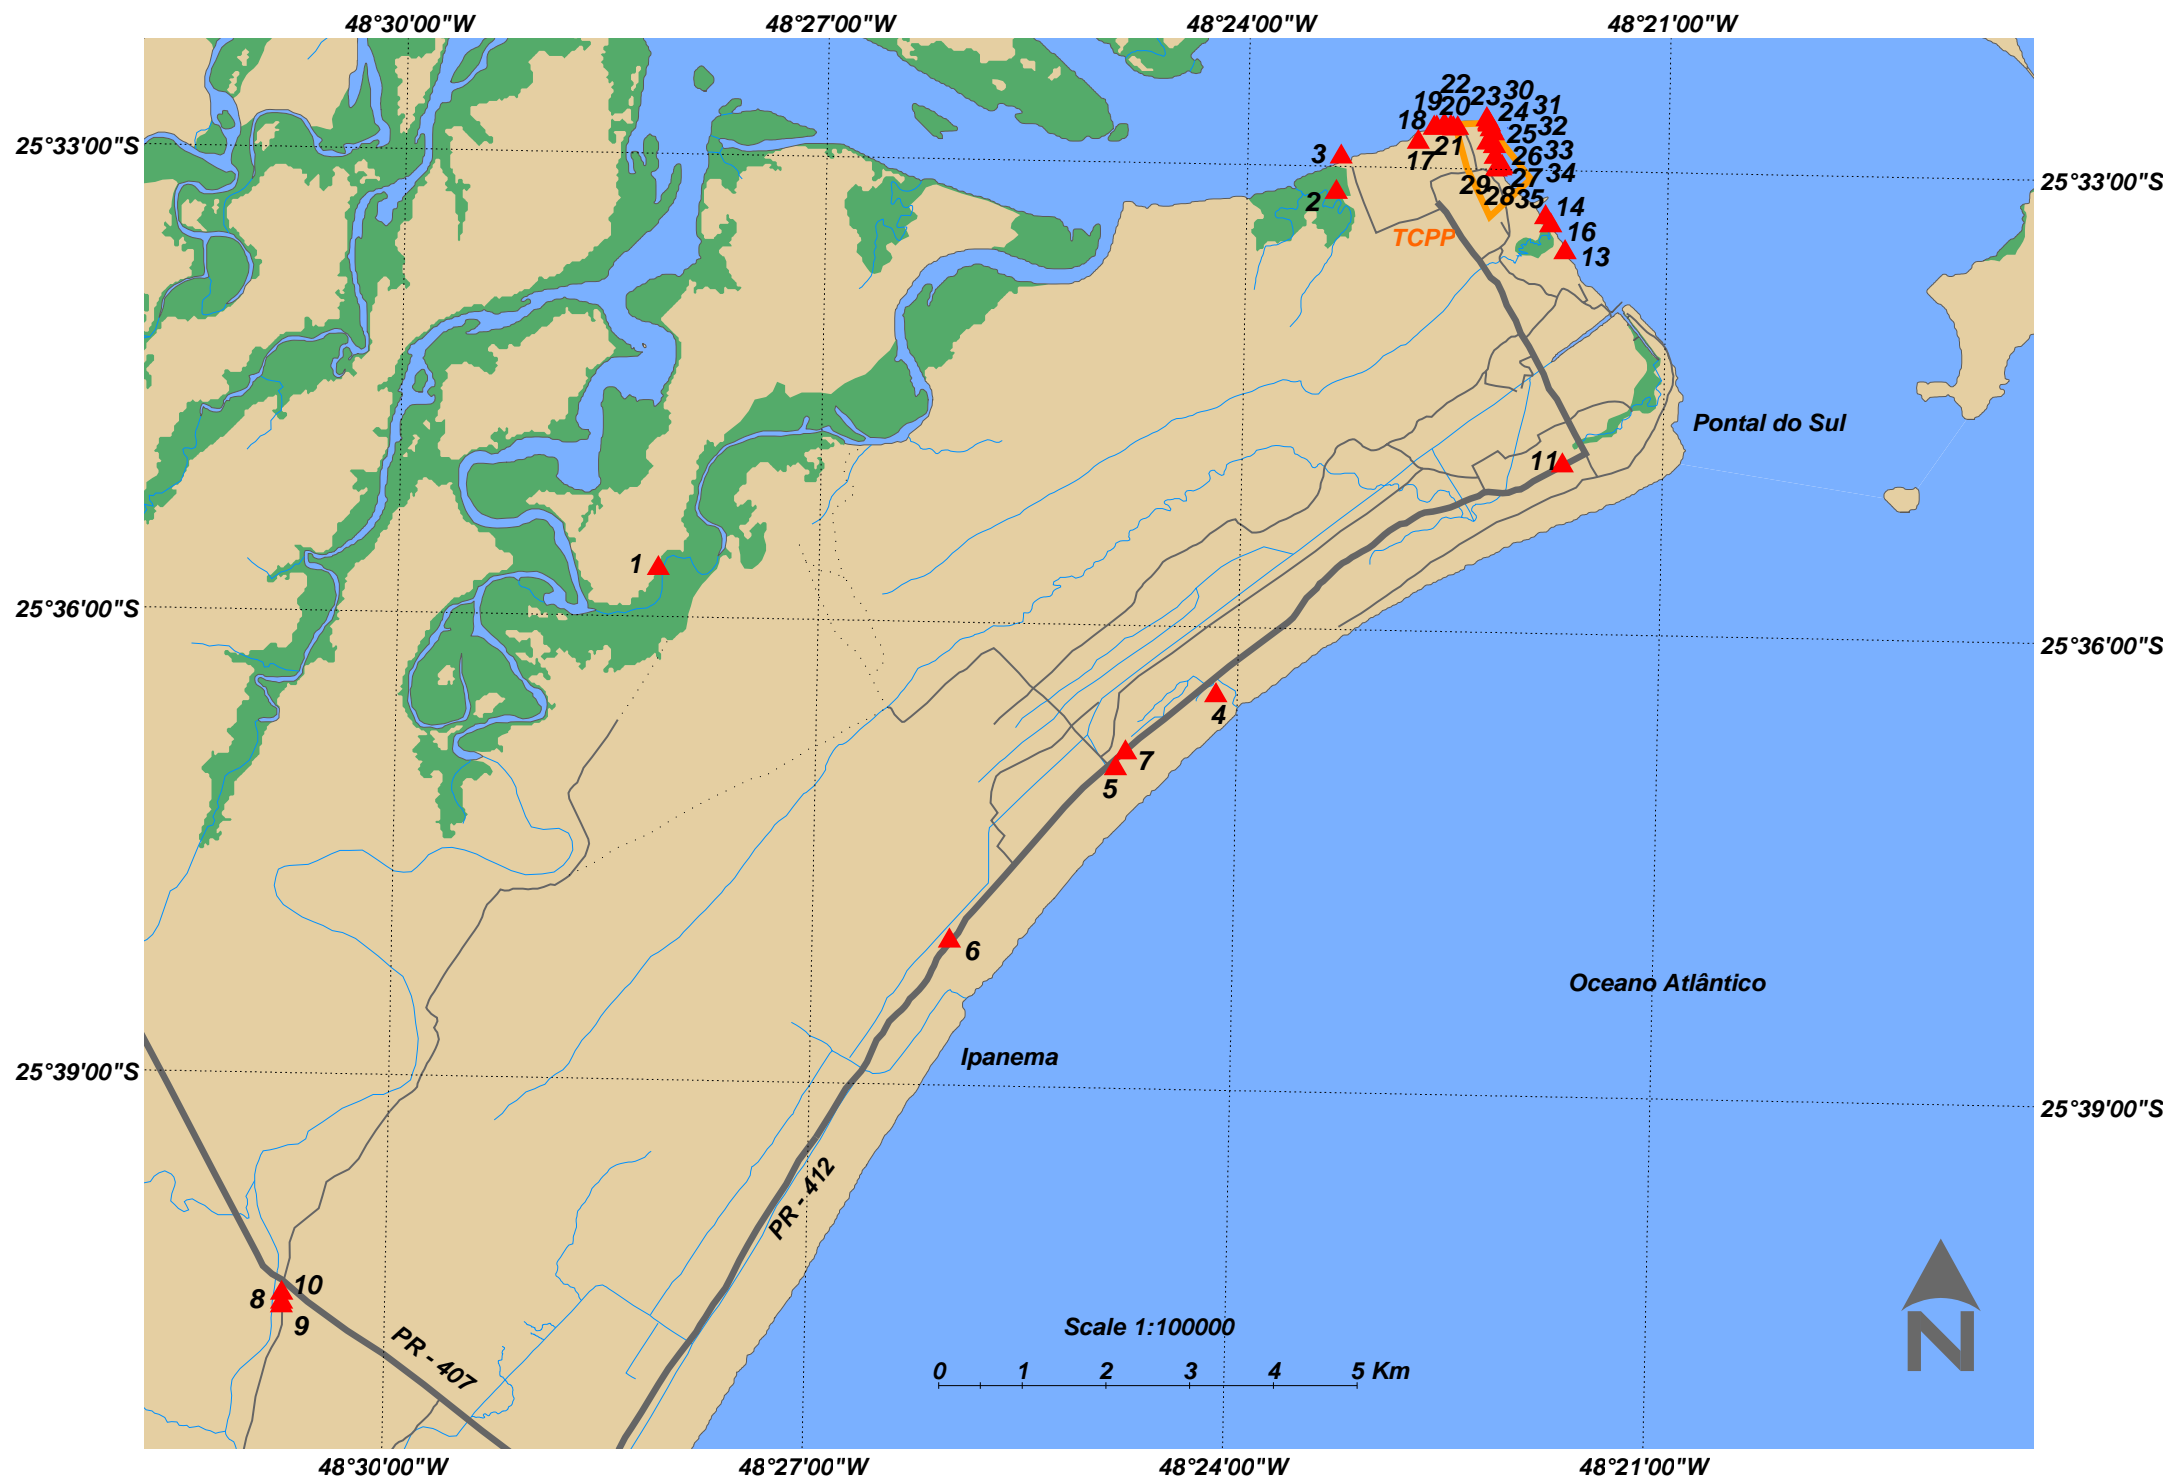 48°30'00"W 48°27'00"W 48°24'00"W 48°21'00"W
22 23 30
19 20 24 31
18 21 25 32
25°33'00"S
3 17 26 33
29 27 34
25°33'00"S
2 28 35
14
TCPP 16
13
Pontal do Sul
11
1
25°36'00"S
25°36'00"S
4
7
5
6
Oceano Atlântico
Ipanema
25°39'00"S
25°39'00"S
PR - 412
10
8
9
PR - 407
Scale 1:100000
0 1 2 3 4 5 Km
N
48°30'00"W 48°27'00"W 48°24'00"W 48°21'00"W